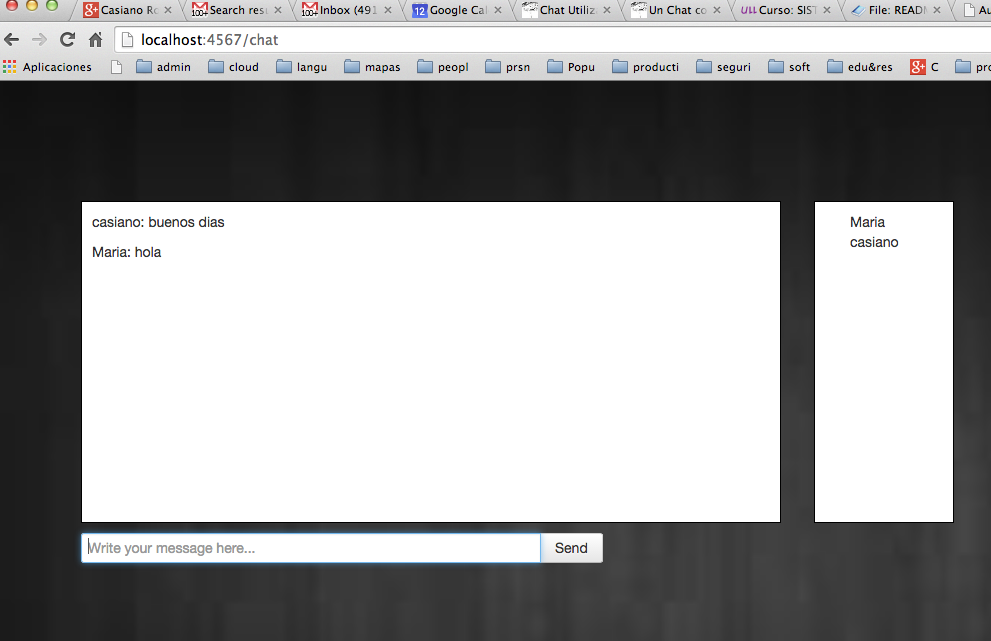 Casiano Ro Search resu Inbox (491 Google Cal Chat Utiliz Un Chat co ULL Curso: SIST File: READM Au
localhost:4567/chat
Aplicaciones admin cloud langu mapas peopl prsn Popu producti seguri soft edu&res C pro
casiano: buenos dias
Maria: hola
Maria
casiano
Write your message here...
Send